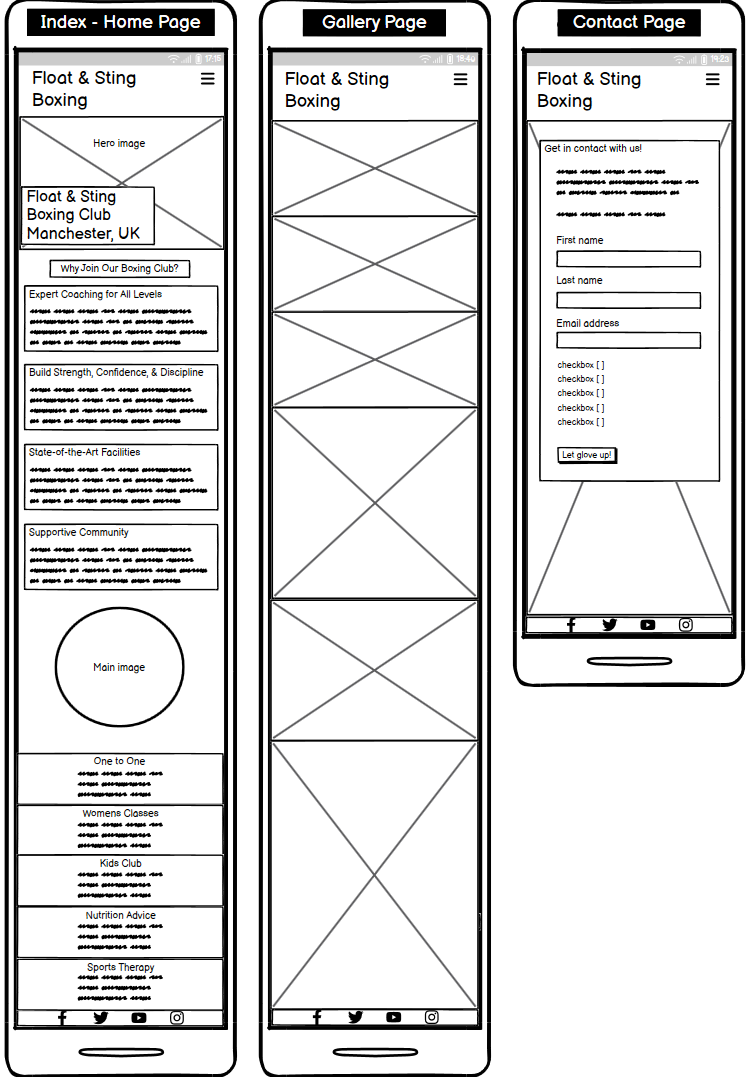 Index - Home Page
17:15
Float & Sting
Boxing
Hero image
Float & Sting
Boxing Club
Manchester, UK
Why Join Our Boxing Club?
Expert Coaching for All Levels
Build Strength, Confidence, & Discipline
State-of-the-Art Facilities
Supportive Community
Main image
One to One
Womens Classes
Kids Club
Nutrition Advice
Sports Therapy
Gallery Page
Float & Sting
Boxing
Contact Page
19:23
Float & Sting
Boxing
Get in contact with us!
First name
Last name
Email address
checkbox [ ]
checkbox [ ]
checkbox [ ]
checkbox [ ]
checkbox [ ]
Let glove up!